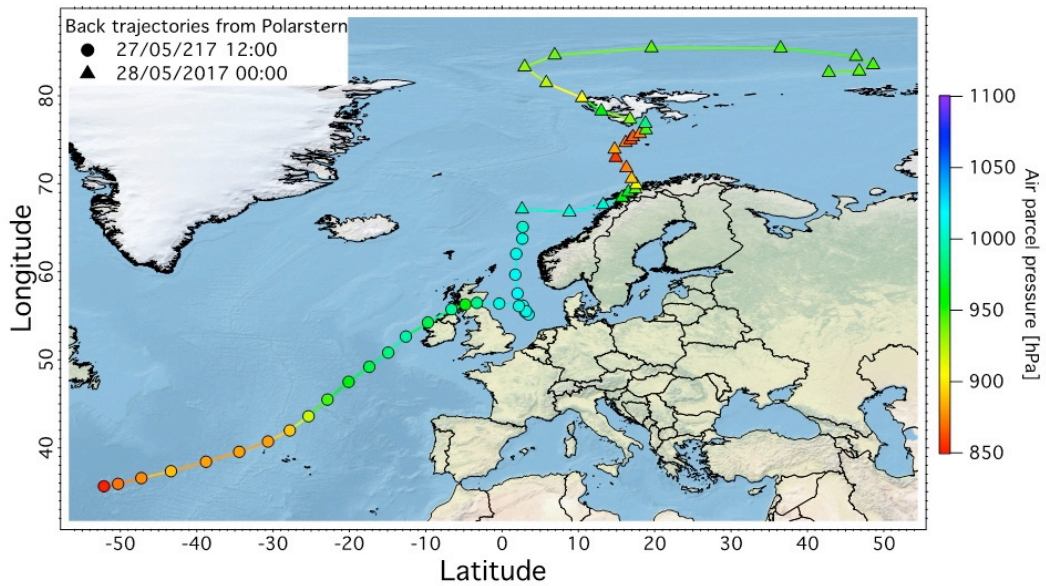 Back trajectories from Polarstern
27/05/217 12:00
28/05/2017 00:00
Longitude
80
70
60
50
40
-50 -40 -30 -20 -10 0 10 20 30 40 50
Latitude
1100
1050
1000
950
900
850
Air parcel pressure [hPa]